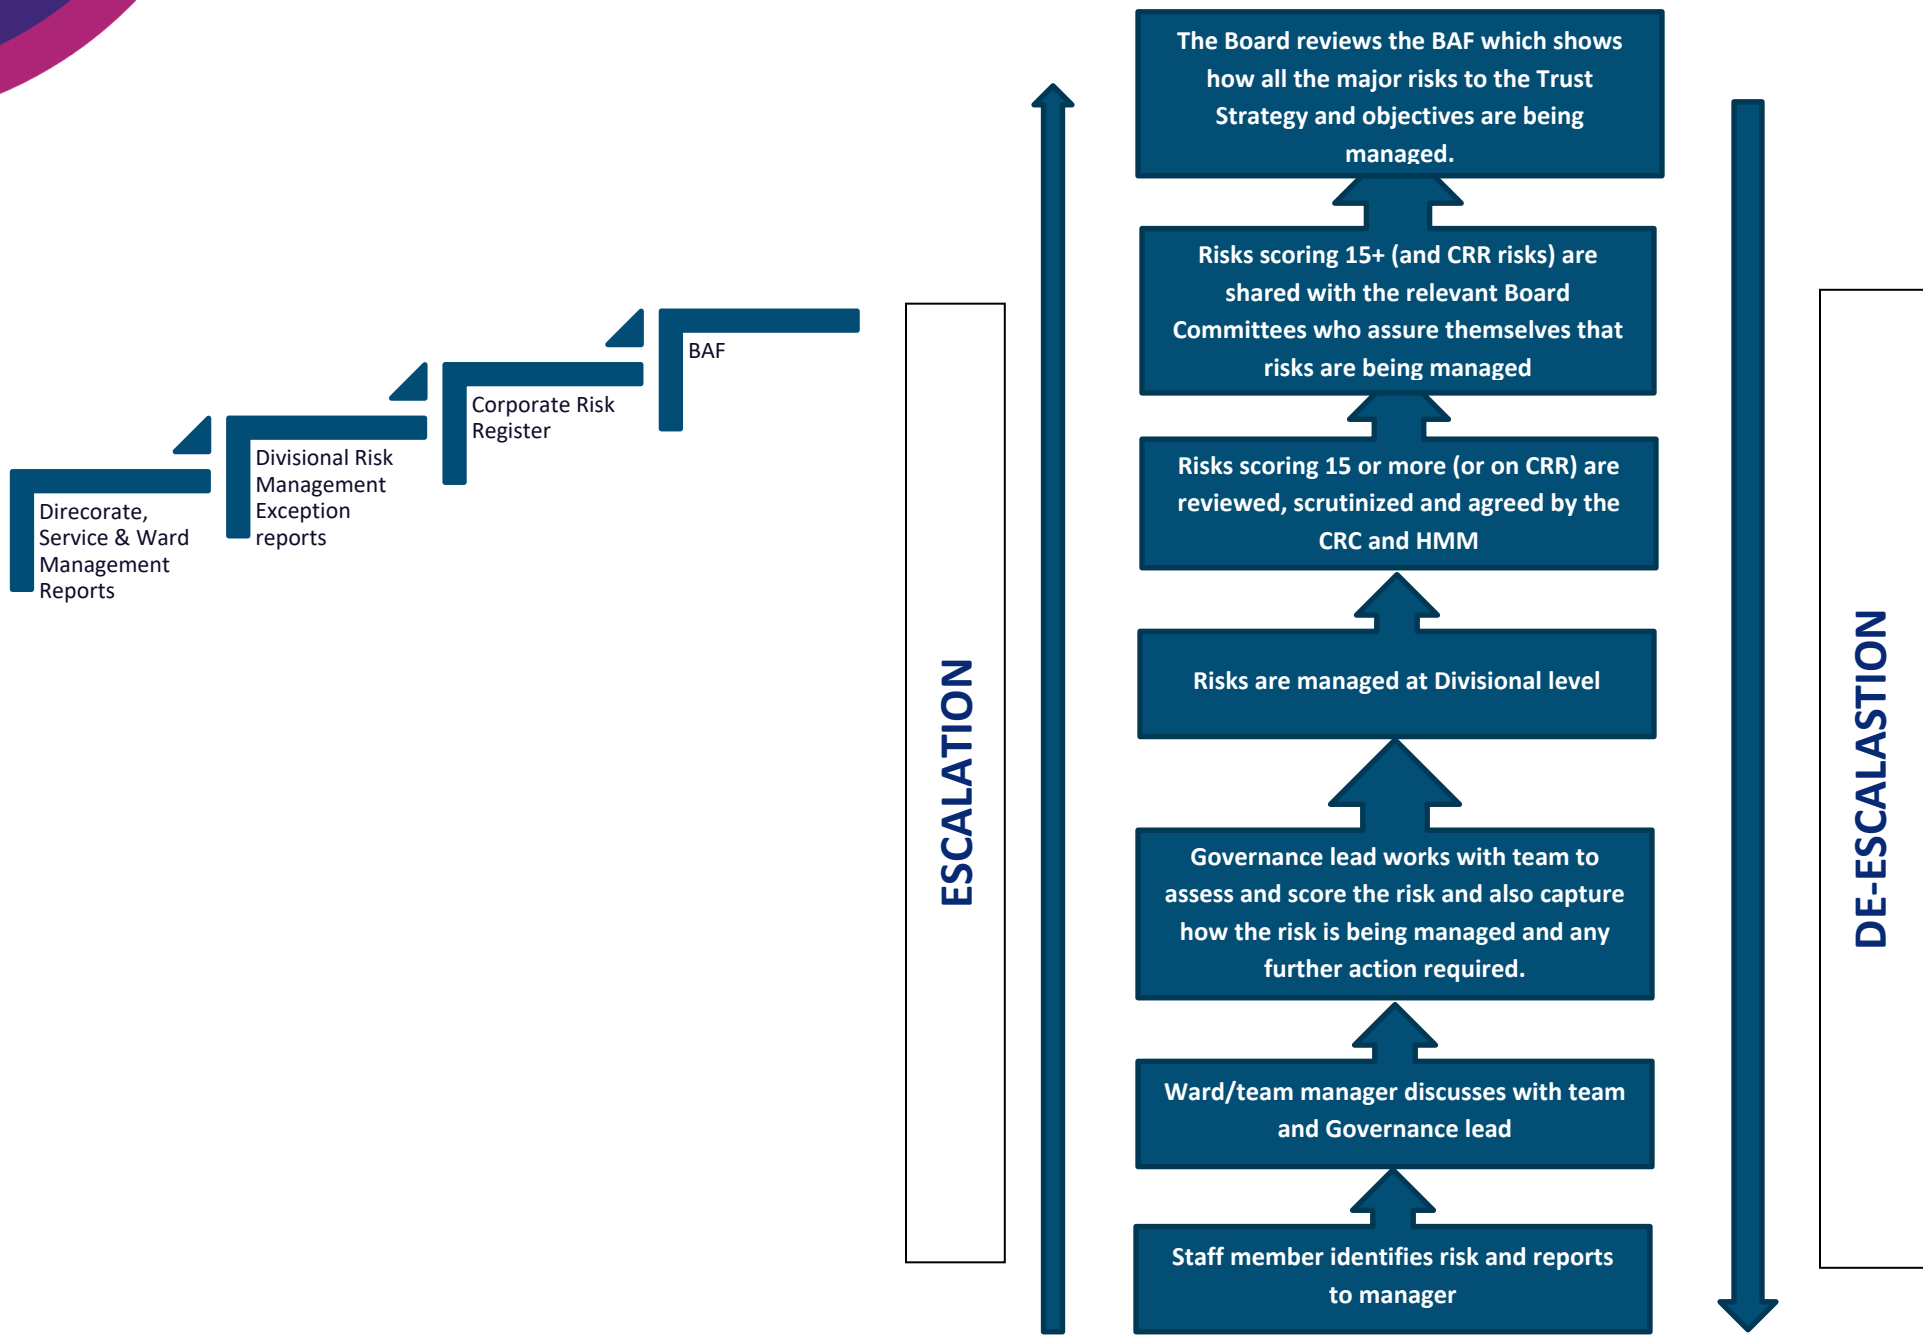 Direcorate,
Service & Ward
Management
Reports
Divisional Risk
Management
Exception
reports
Corporate Risk
Register
BAF
ESCALATION
The Board reviews the BAF which shows
how all the major risks to the Trust
Strategy and objectives are being
managed.
Risks scoring 15+ (and CRR risks) are
shared with the relevant Board
Committees who assure themselves that
risks are being managed
Risks scoring 15 or more (or on CRR) are
reviewed, scrutinized and agreed by the
CRC and HMM
Risks are managed at Divisional level
Governance lead works with team to
assess and score the risk and also capture
how the risk is being managed and any
further action required.
Ward/team manager discusses with team
and Governance lead
Staff member identifies risk and reports
to manager
DE-ESCALASTION